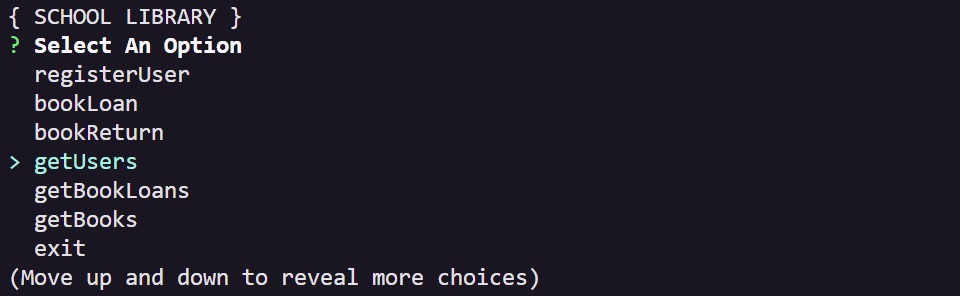 { SCHOOL LIBRARY }
? Select An Option
registerUser
bookLoan
bookReturn
> getUsers
getBookLoans
getBooks
exit
(Move up and down to reveal more choices)